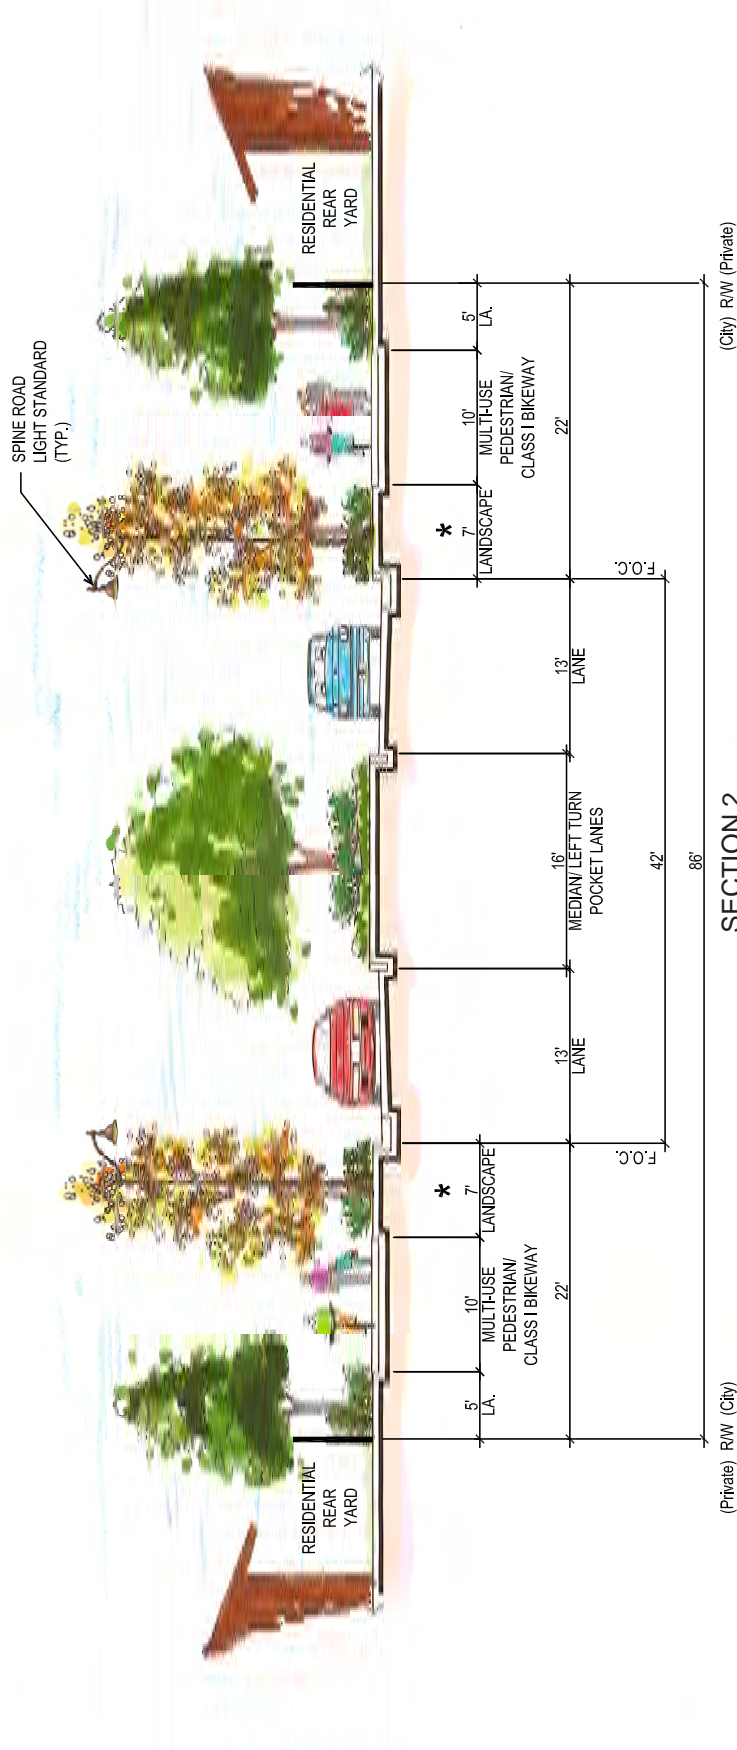 SPINE ROAD
LIGHT STANDARD
(TYP.)
RESIDENTIAL
REAR
YARD
RESIDENTIAL
REAR
YARD
5'
LA.
10'
MULTI-USE
PEDESTRIAN/
CLASS I BIKEWAY
*
7'
LANDSCAPE
22'
13'
LANE
16'
MEDIAN/ LEFT TURN
POCKET LANES
13'
LANE
*
7'
LANDSCAPE
10'
MULTI-USE
PEDESTRIAN/
CLASS I BIKEWAY
5'
LA.
22'
F.O.C.
F.O.C.
42'
86'
(Private) R/W (City)
(City) R/W (Private)
SECTION 2